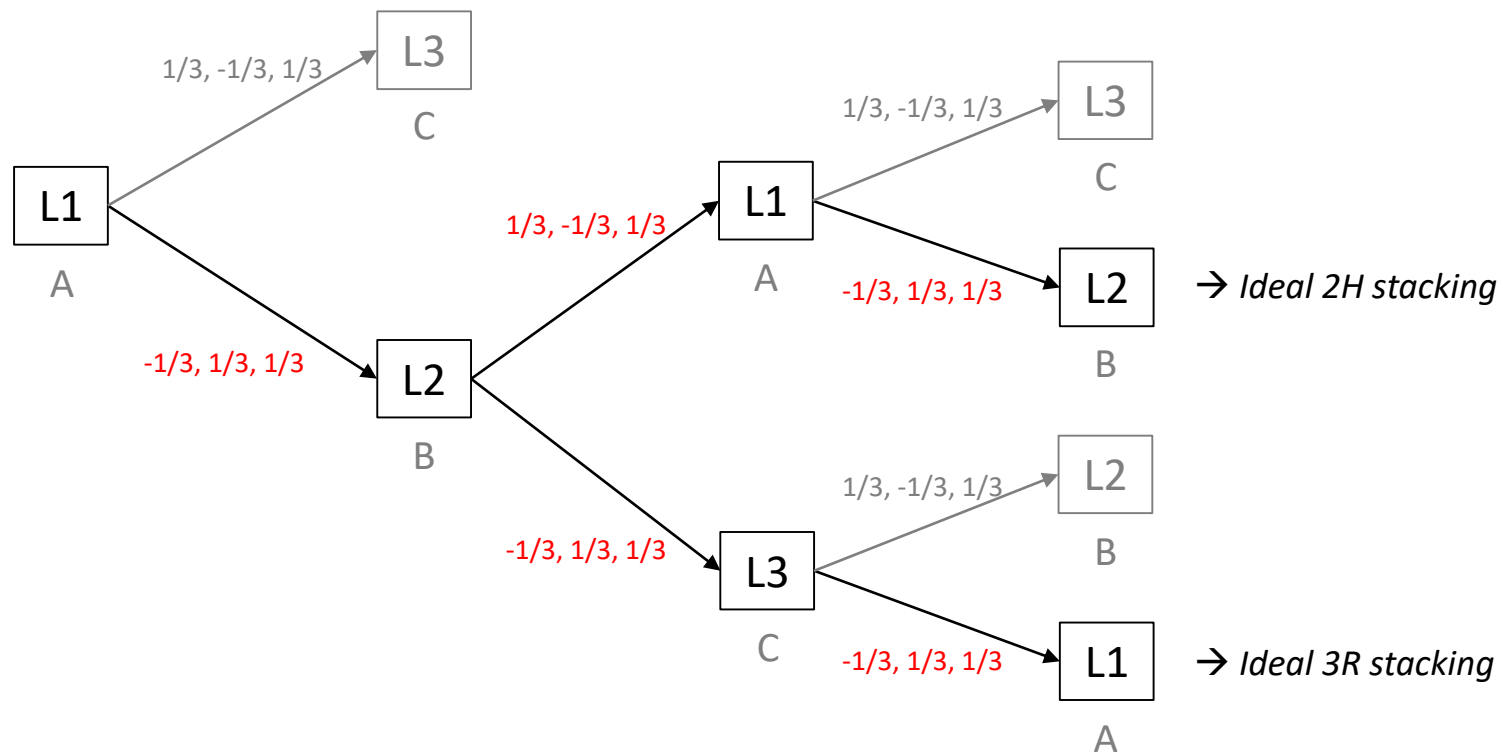 1/3, -1/3, 1/3
L3
C
L1
A
-1/3, 1/3, 1/3
L2
B
1/3, -1/3, 1/3
L1
A
-1/3, 1/3, 1/3
L3
C
1/3, -1/3, 1/3
L3
C
-1/3, 1/3, 1/3
L2
B
→ Ideal 2H stacking
1/3, -1/3, 1/3
L2
B
-1/3, 1/3, 1/3
L1
A
→ Ideal 3R stacking